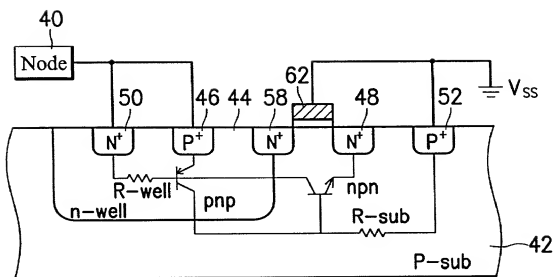 40
Node
50
46
44
58
62
48
52
V_SS
N+
P+
N+
N+
P+
R-well
n-well
pnp
npn
R-sub
P-sub
42